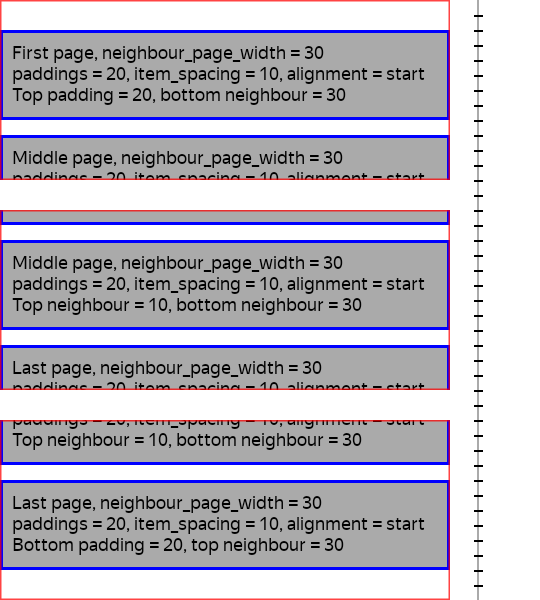 First page, neighbour_page_width = 30
paddings = 20, item_spacing = 10, alignment = start
Top padding = 20, bottom neighbour = 30
Middle page, neighbour_page_width = 30
paddings = 20, item_spacing = 10, alignment = start
Middle page, neighbour_page_width = 30
paddings = 20, item_spacing = 10, alignment = start
Top neighbour = 10, bottom neighbour = 30
Last page, neighbour_page_width = 30
paddings = 20, item_spacing = 10, alignment = start
paddings = 20, item_spacing = 10, alignment = start
Top neighbour = 10, bottom neighbour = 30
Last page, neighbour_page_width = 30
paddings = 20, item_spacing = 10, alignment = start
Bottom padding = 20, top neighbour = 30